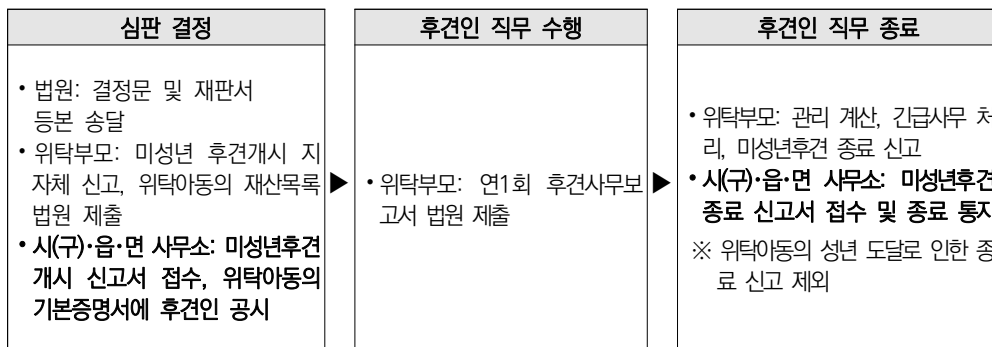 심판 결정
• 법원: 결정문 및 재판서
등본 송달
• 위탁부모: 미성년 후견개시 지
자체 신고, 위탁아동의 재산목록
법원 제출
• 시(구)·읍·면 사무소: 미성년후견
개시 신고서 접수, 위탁아동의
기본증명서에 후견인 공시
▶
후견인 직무 수행
• 위탁부모: 연1회 후견사무보
고서 법원 제출
▶
후견인 직무 종료
• 위탁부모: 관리 계산, 긴급사무 처
리, 미성년후견 종료 신고
• 시(구)·읍·면 사무소: 미성년후견
종료 신고서 접수 및 종료 통지
※ 위탁아동의 성년 도달로 인한 종
료 신고 제외